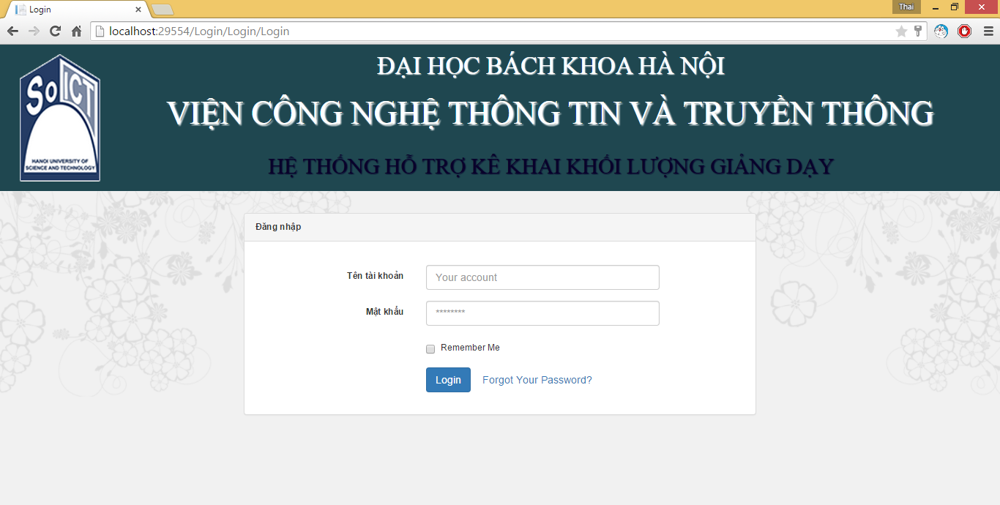 Login
Thai
localhost:29554/Login/Login/Login
ĐẠI HỌC BÁCH KHOA HÀ NỘI
SoICT
VIỆN CÔNG NGHỆ THÔNG TIN VÀ TRUYỀN THÔNG
HANOI UNIVERSITY OF
SCIENCE AND TECHNOLOGY
HỆ THỐNG HỖ TRỢ KÊ KHAI KHỐI LƯỢNG GIẢNG DẠY
Đăng nhập
Tên tài khoản Your account
Mật khẩu ********
Remember Me
Login Forgot Your Password?